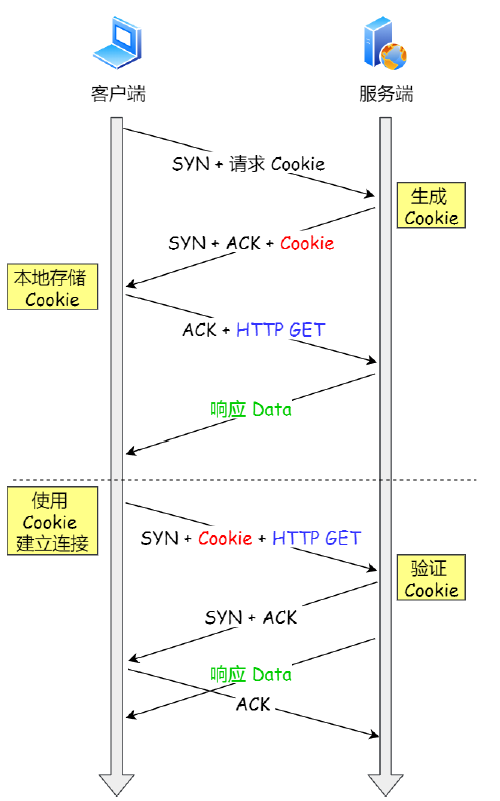 客户端
服务端
SYN + 请求 Cookie
生成
Cookie
SYN + ACK + Cookie
本地存储
Cookie
ACK + HTTP GET
响应 Data
使用
Cookie
建立连接
SYN + Cookie + HTTP GET
验证
Cookie
SYN + ACK
响应 Data
ACK